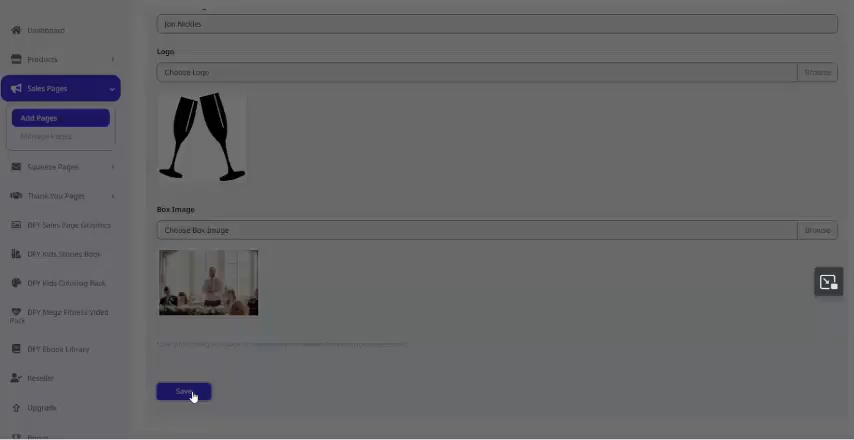 Dashboard
Jon Nickles
Products
Logo
Sales Pages
Choose Logo
Browse
Add Pages
Manage Pages
Squeeze Pages
Thank You Pages
Box Image
DFY Sales Page Graphics
Choose Box Image
Browse
DFY Kids Stories Book
DFY Kids Coloring Pack
DFY Mega Fitness Video
Pack
DFY Ebook Library
Reseller
Save
Upgrade